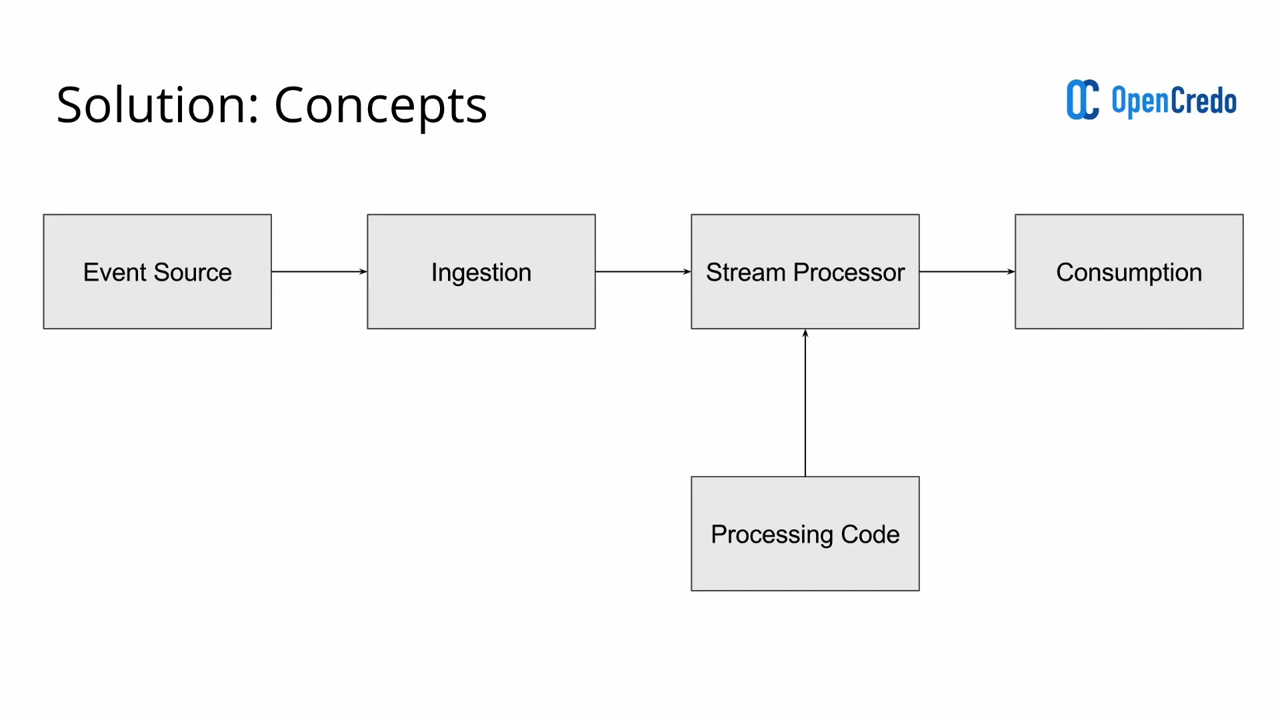 Solution: Concepts
OpenCredo
Event Source
Ingestion
Stream Processor
Consumption
Processing Code